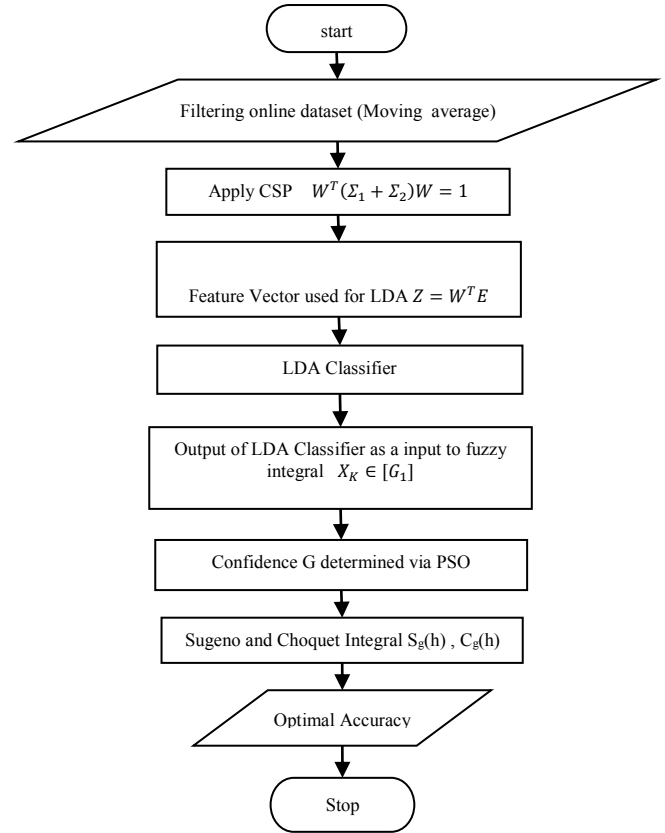 start
Filtering online dataset (Moving average)
Apply CSP W^T(Σ_1 + Σ_2)W = 1
Feature Vector used for LDA Z = W^T E
LDA Classifier
Output of LDA Classifier as a input to fuzzy
integral X_K ∈ [G_1]
Confidence G determined via PSO
Sugeno and Choquet Integral S_g(h) , C_g(h)
Optimal Accuracy
Stop